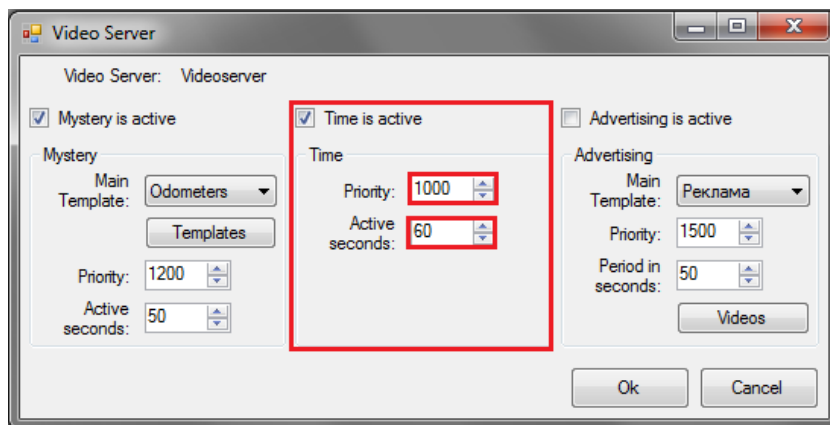 Video Server
Video Server: Videoserver
Mystery is active
Mystery
Main
Template:
Odometers
Templates
Priority: 1200
Active
seconds:
50
Time is active
Time
Priority: 1000
Active
seconds:
60
Advertising is active
Advertising
Main
Template:
Реклама
Priority: 1500
Period in
seconds:
50
Videos
Ok
Cancel